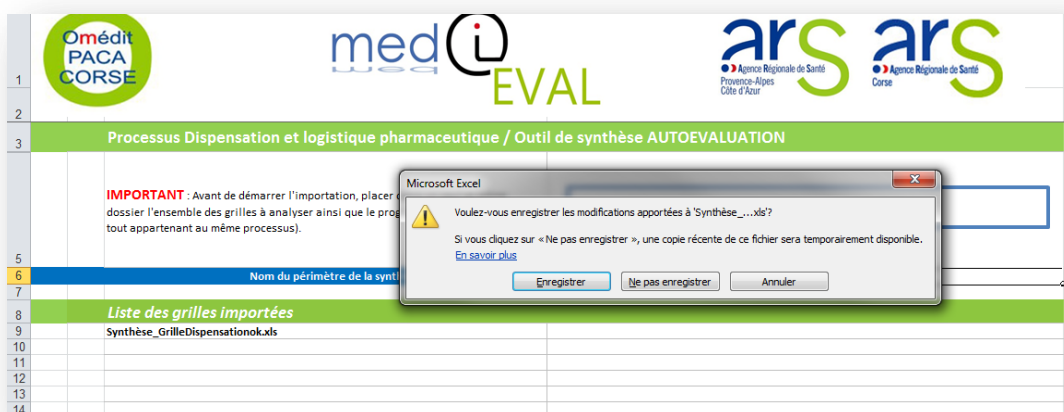 Omédit
PACA
CORSE
med i
EVAL
ars
Agence Régionale de Santé
Provence-Alpes
Côte d'Azur
ars
Agence Régionale de Santé
Corse
1
2
3
Processus Dispensation et logistique pharmaceutique / Outil de synthèse AUTOEVALUATION
Microsoft Excel
IMPORTANT : Avant de démarrer l'importation, placer
dossier l'ensemble des grilles à analyser ainsi que le
tout appartenant au même processus).
Voulez-vous enregistrer les modifications apportées à 'Synthèse_...xls'?
Si vous cliquez sur « Ne pas enregistrer », une copie récente de ce fichier sera temporairement disponible.
En savoir plus
Enregistrer
Ne pas enregistrer
Annuler
5
6
Nom du périmètre de la
7
8
Liste des grilles importées
9
Synthèse_GrilleDispensationok.xls
10
11
12
13
14